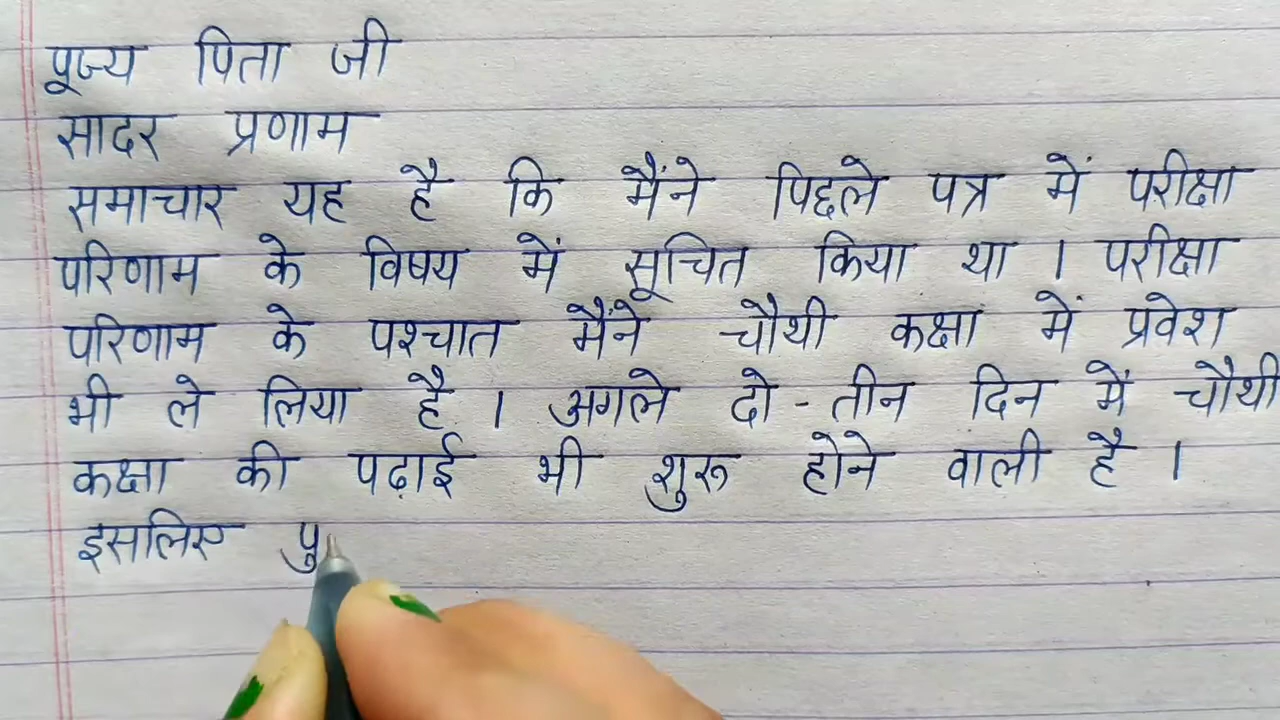 पूज्य पिता जी
सादर प्रणाम
समाचार यह है कि मैंने पिछले पत्र में परीक्षा
परिणाम के विषय में सूचित किया था । परीक्षा
परिणाम के पश्चात मैंने चौथी कक्षा में प्रवेश
भी ले लिया है । अगले दो - तीन दिन में चौथी
कक्षा की पढ़ाई भी शुरू होने वाली है ।
इसलिए पु